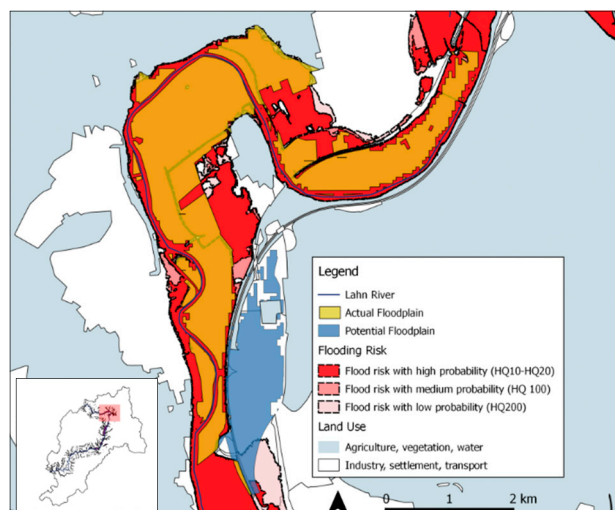 Legend
Lahn River
Actual Floodplain
Potential Floodplain
Flooding Risk
Flood risk with high probability (HQ10-HQ20)
Flood risk with medium probability (HQ 100)
Flood risk with low probability (HQ200)
Land Use
Agriculture, vegetation, water
Industry, settlement, transport
0 1 2 km